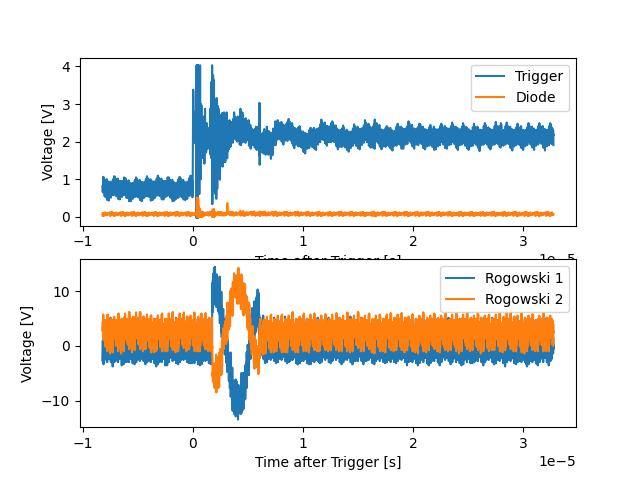 4
3
2
1
0
Voltage [V]
Trigger
Diode
−1
0
1
2
3
Time after Trigger [s]
1e−5
10
0
−10
Voltage [V]
Rogowski 1
Rogowski 2
−1
0
1
2
3
Time after Trigger [s]
1e−5